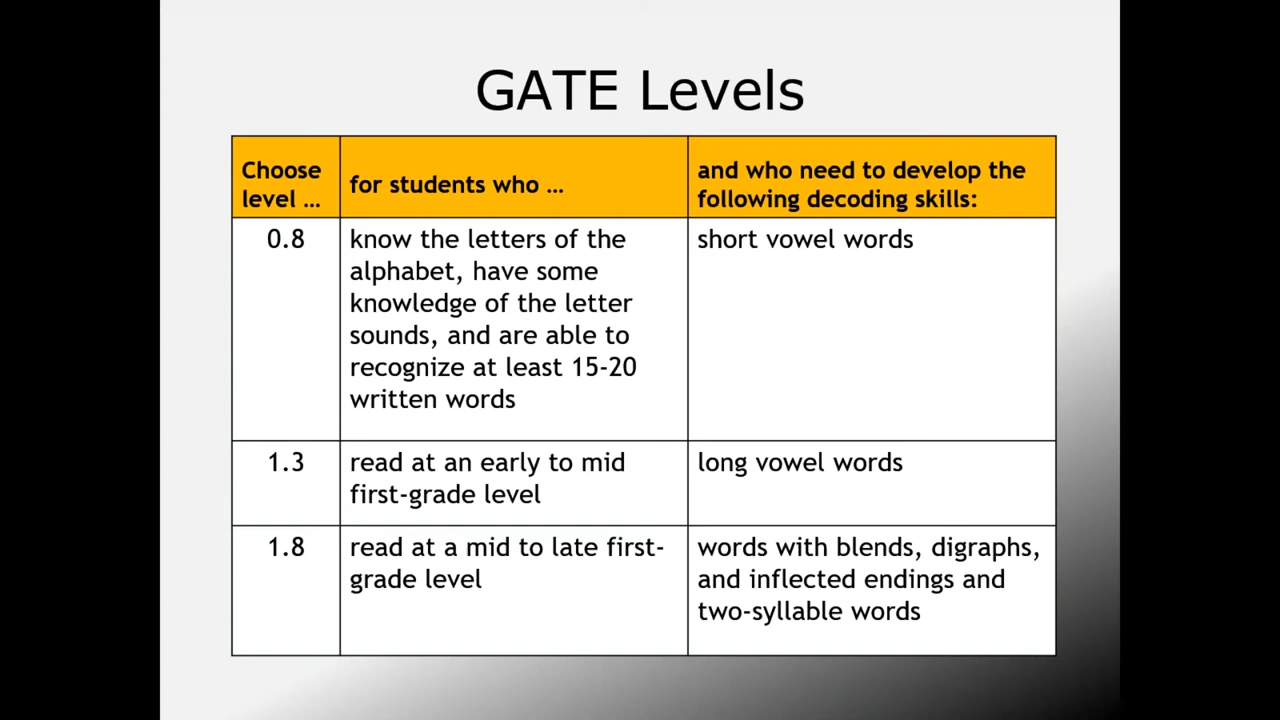 GATE Levels
Choose
level …
for students who …
and who need to develop the
following decoding skills:
0.8
know the letters of the
alphabet, have some
knowledge of the letter
sounds, and are able to
recognize at least 15-20
written words
short vowel words
1.3
read at an early to mid
first-grade level
long vowel words
1.8
read at a mid to late first-
grade level
words with blends, digraphs,
and inflected endings and
two-syllable words